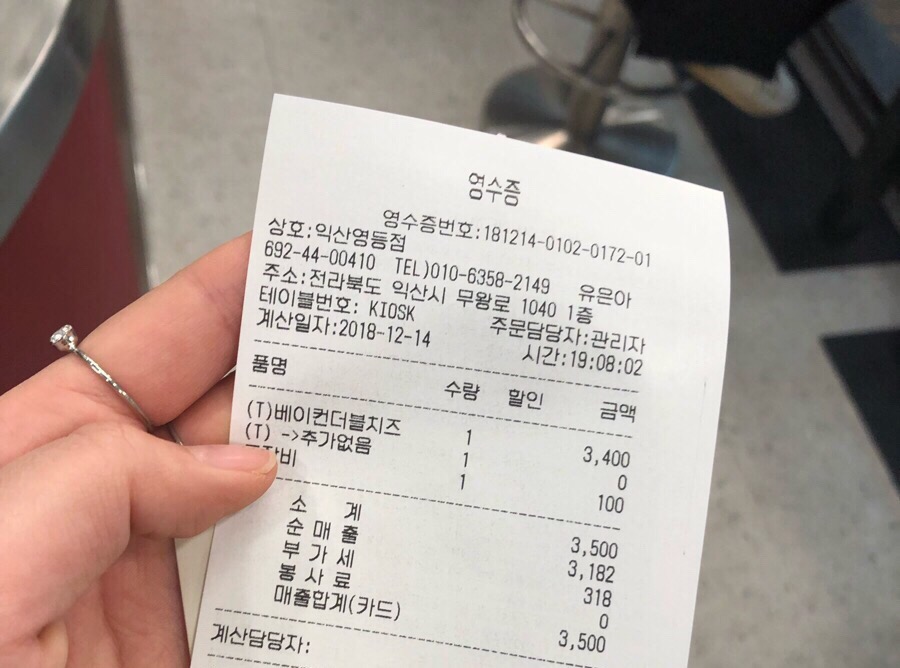 영수증
영수증번호:181214-0102-0172-01
상호:익산영등점
692-44-00410 TEL)010-6358-2149 유은아
주소:전라북도 익산시 무왕로 1040 1층
테이블번호: KIOSK 주문담당자:관리자
계산일자:2018-12-14 시간:19:08:02
품명 수량 할인 금액
(T)베이컨더블치즈 1 3,400
(T) ->추가없음 1 0
장비 1 100
소 계 3,500
순 매 출 3,182
부 가 세 318
봉 사 료 0
매출합계(카드) 3,500
계산담당자: